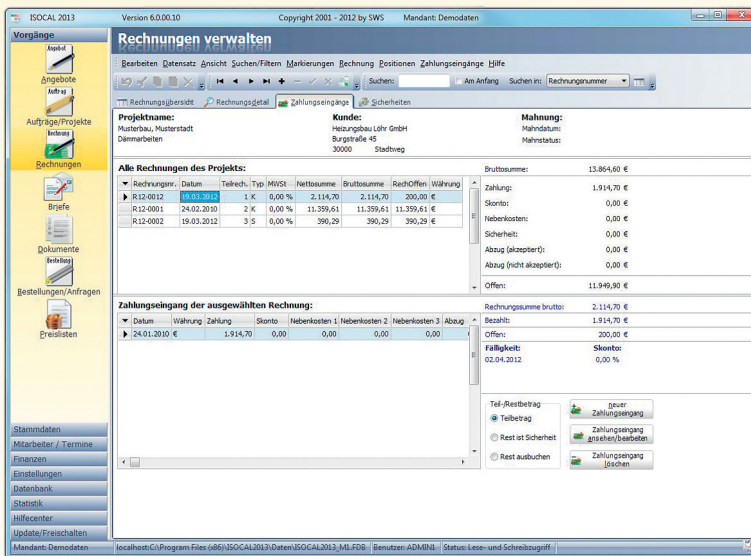 ISOCAL 2013 Version 6.0.00.10 Copyright 2001 - 2012 by SWS Mandant: Demodaten
Vorgänge
Angebot
Angebote
Auftrag
Aufträge/Projekte
Rechnung
Rechnungen
Briefe
Dokumente
Bestellung
Bestellungen/Anfragen
Preislisten
Stammdaten
Mitarbeiter / Termine
Finanzen
Einstellungen
Datenbank
Statistik
Hilfecenter
Update/Freischalten
Rechnungen verwalten
Bearbeiten Datensatz Ansicht Suchen/Filtern Markierungen Rechnung Positionen Zahlungseingänge Hilfe
Suchen: Am Anfang Suchen in: Rechnungsnummer
Rechnungsübersicht Rechnungsdetail Zahlungseingänge Sicherheiten
Projektname: Kunde: Mahnung:
Musterbau, Musterstadt Heizungsbau Löhr GmbH Mahndatum:
Dämmarbeiten Burgstraße 45 Mahnstatus:
30000 Stadtweg
Alle Rechnungen des Projekts:
Rechnungsnr. Datum Teilrech. Typ MWSt Nettosumme Bruttosumme RechOffen Währung
R12-0012 19.03.2012 1 K 0,00 % 2.114,70 2.114,70 200,00 €
R12-0001 24.02.2010 2 K 0,00 % 11.359,61 11.359,61 11.359,61 €
R12-0002 19.03.2012 3 S 0,00 % 390,29 390,29 390,29 €
Bruttosumme: 13.864,60 €
Zahlung: 1.914,70 €
Skonto: 0,00 €
Nebenkosten: 0,00 €
Sicherheit: 0,00 €
Abzug (akzeptiert): 0,00 €
Abzug (nicht akzeptiert): 0,00 €
Offen: 11.949,90 €
Zahlungseingang der ausgewählten Rechnung:
Datum Währung Zahlung Skonto Nebenkosten 1 Nebenkosten 2 Nebenkosten 3 Abzug
24.01.2010 € 1.914,70 0,00 0,00 0,00 0,00
Rechnungssumme brutto: 2.114,70 €
Bezahlt: 1.914,70 €
Offen: 200,00 €
Fälligkeit: Skonto:
02.04.2012 0,00 %
Teil-/Restbetrag
Teilbetrag
Rest ist Sicherheit
Rest ausbuchen
neuer Zahlungseingang
Zahlungseingang ansehen/bearbeiten
Zahlungseingang löschen
Mandant: Demodaten localhost:C:\Program Files (x86)\ISOCAL2013\Daten\ISOCAL2013_M1.FDB Benutzer: ADMIN1 Status: Lese- und Schreibzugriff